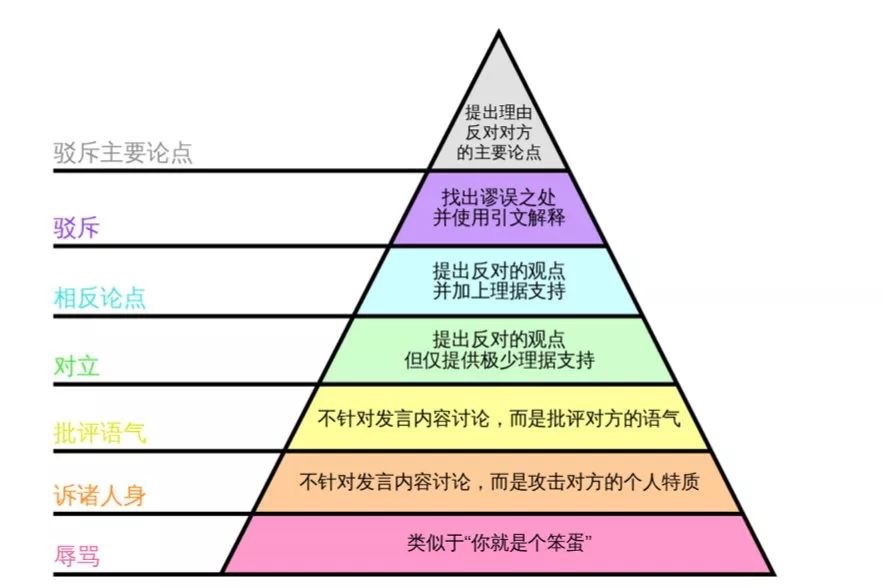 提出理由
反对对方
的主要论点
驳斥主要论点
找出谬误之处
并使用引文解释
驳斥
提出反对的观点
并加上理据支持
相反论点
提出反对的观点
但仅提供极少理据支持
对立
不针对发言内容讨论，而是批评对方的语气
批评语气
不针对发言内容讨论，而是攻击对方的个人特质
诉诸人身
类似于“你就是个笨蛋”
辱骂